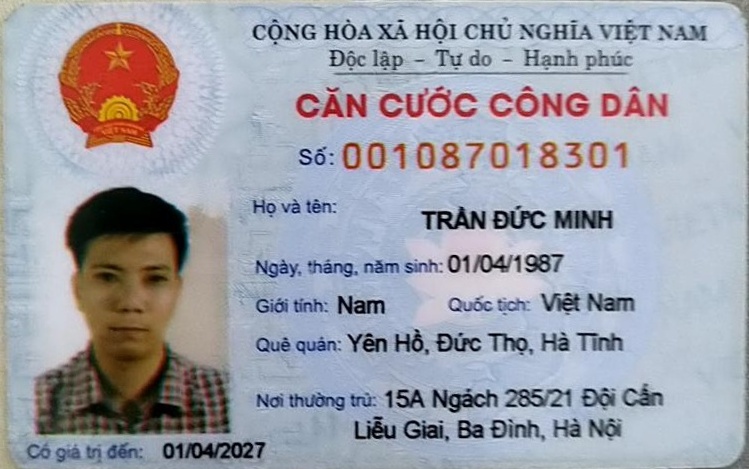 CỘNG HÒA XÃ HỘI CHỦ NGHĨA VIỆT NAM
Độc lập – Tự do – Hạnh phúc
CĂN CƯỚC CÔNG DÂN
Số: 001087018301
Họ và tên:
TRẦN ĐỨC MINH
Ngày, tháng, năm sinh: 01/04/1987
Giới tính: Nam Quốc tịch: Việt Nam
Quê quán: Yên Hồ, Đức Thọ, Hà Tĩnh
Nơi thường trú: 15A Ngách 285/21 Đội Cấn
Liễu Giai, Ba Đình, Hà Nội
Có giá trị đến: 01/04/2027
VIỆT NAM